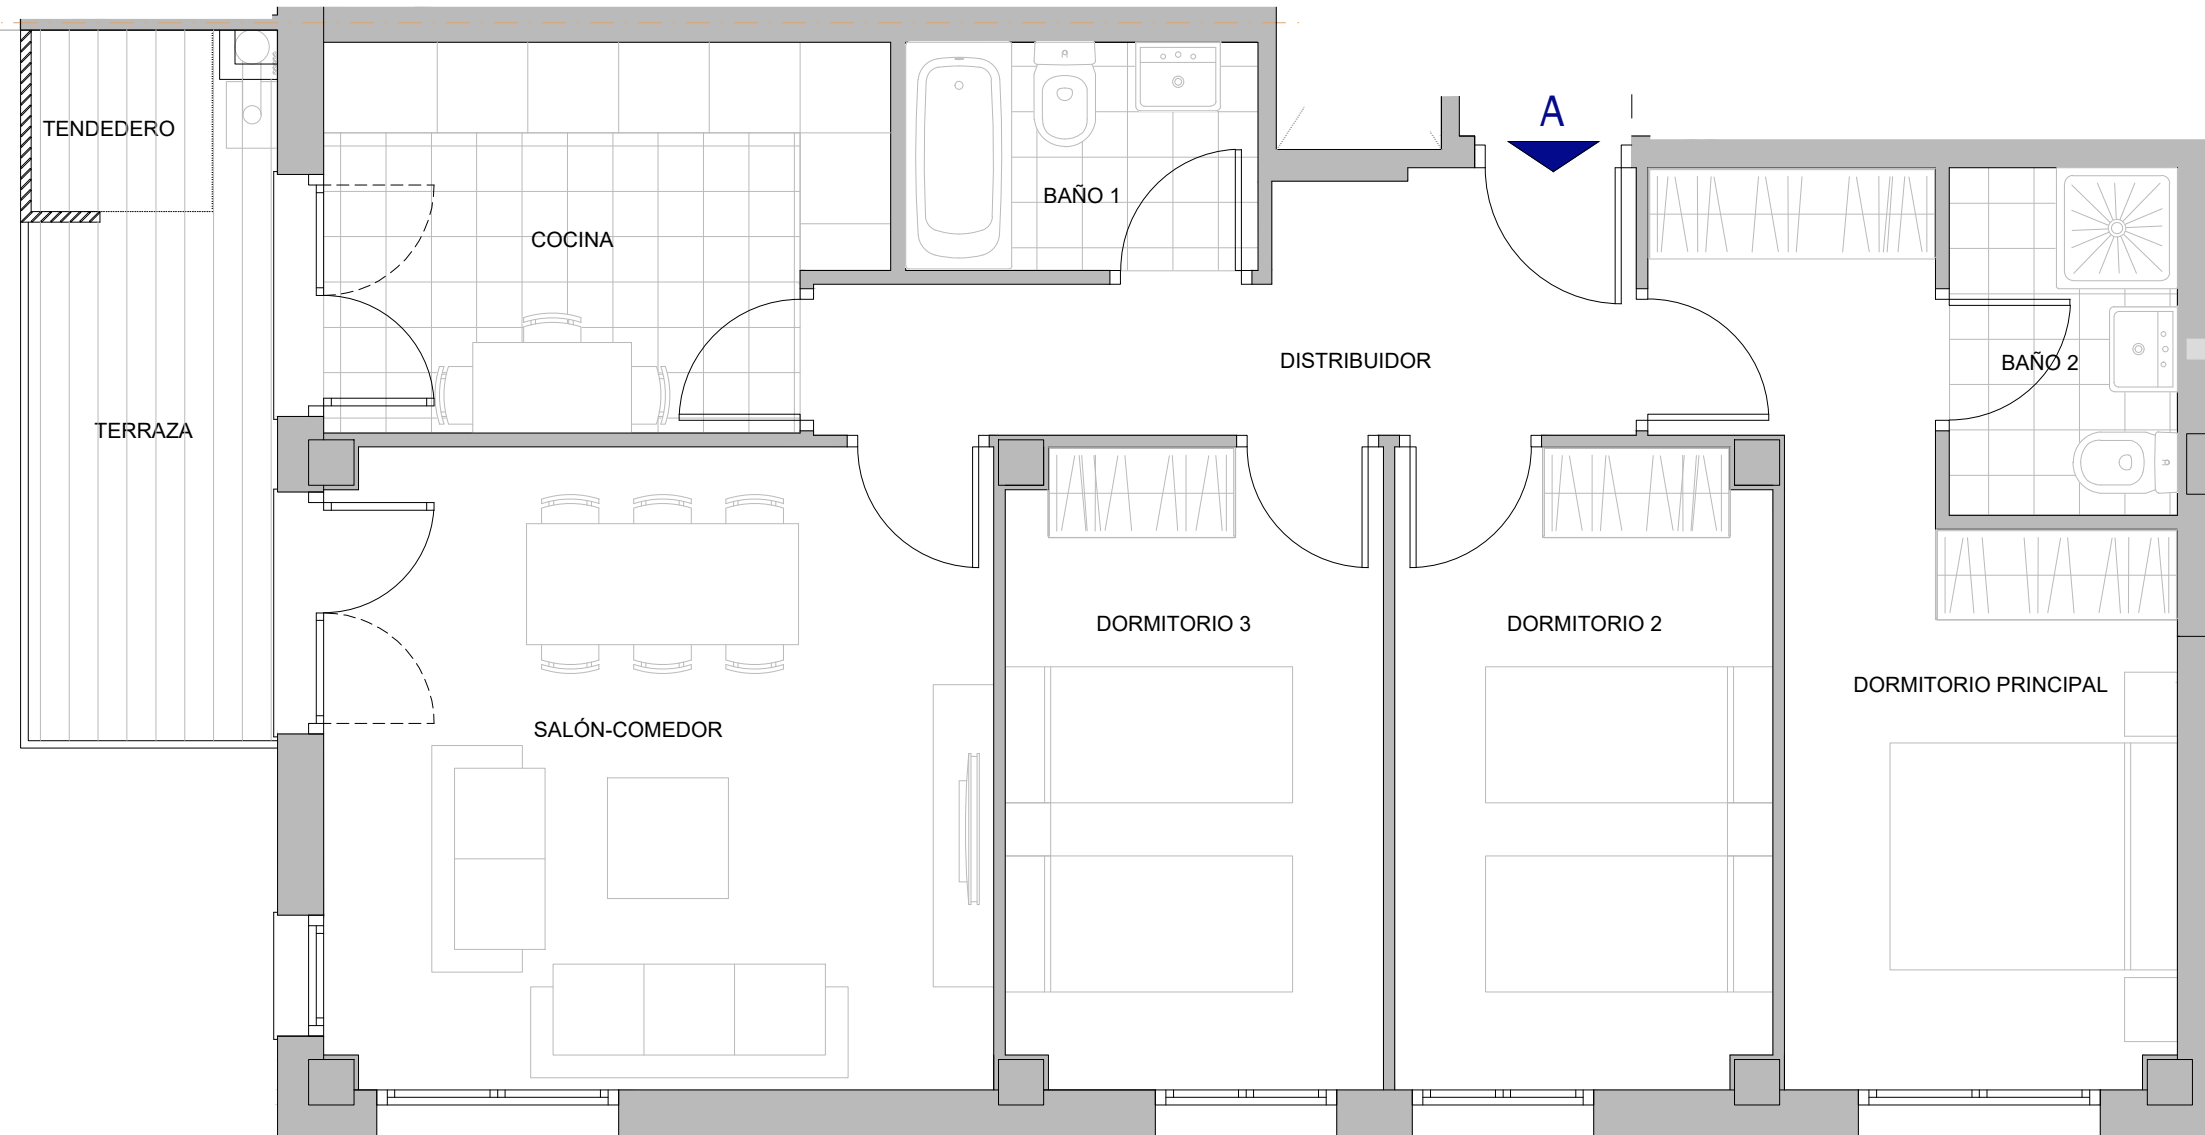 A
TENDEDERO
BAÑO 1
COCINA
DISTRIBUIDOR
BAÑO 2
TERRAZA
DORMITORIO 3
DORMITORIO 2
DORMITORIO PRINCIPAL
SALÓN-COMEDOR